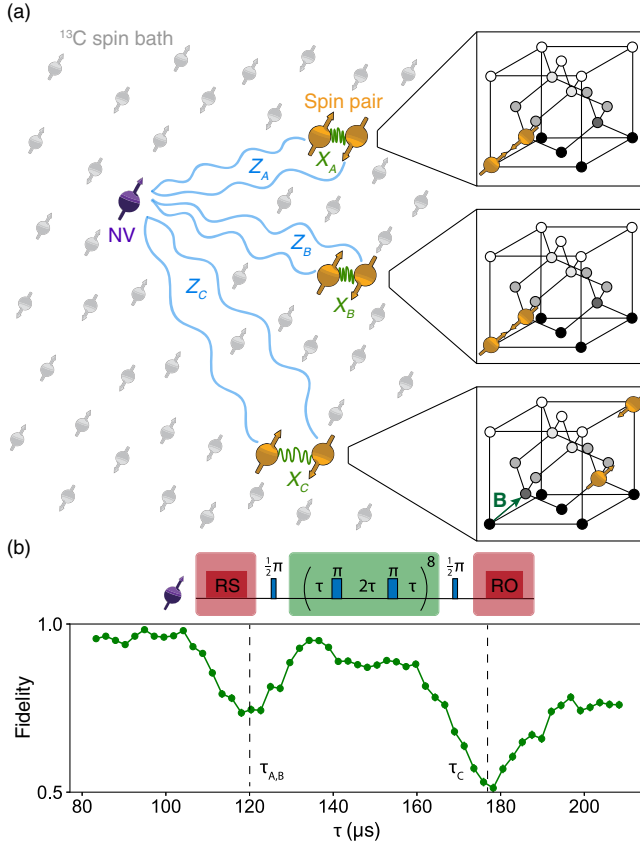 (a)
¹³C spin bath
Spin pair
X_A
Z_A
NV
Z_B
X_B
Z_C
X_C
B
(b)
RS
½π
(τ π 2τ π τ)⁸
½π
RO
1.0
Fidelity
0.5
τ_A,B
τ_C
80 100 120 140 160 180 200
τ (μs)